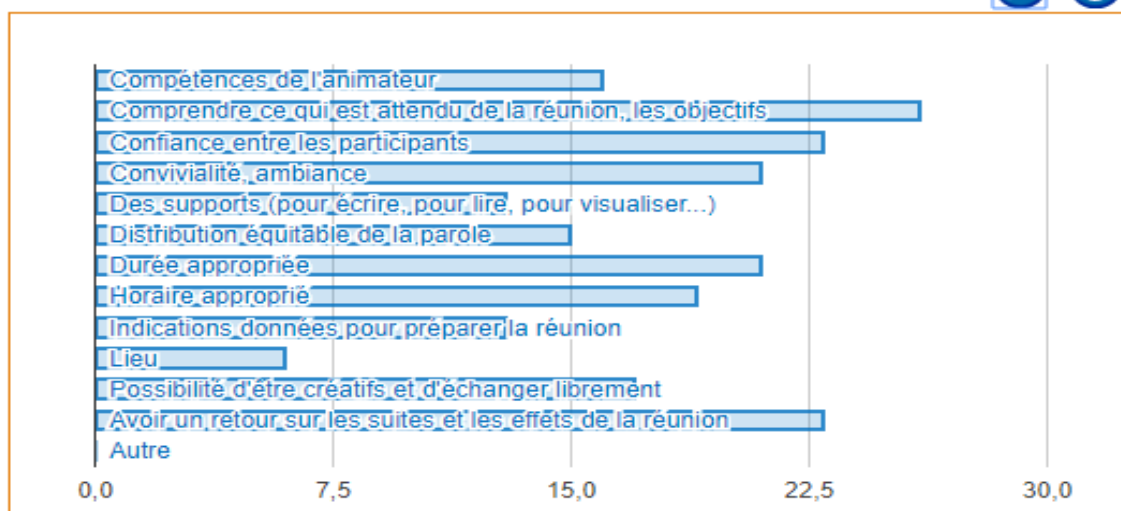 Compétences de l'animateur
Comprendre ce qui est attendu de la réunion, les objectifs
Confiance entre les participants
Convivialité, ambiance
Des supports (pour écrire, pour lire, pour visualiser...)
Distribution équitable de la parole
Durée appropriée
Horaire approprié
Indications données pour préparer la réunion
Lieu
Possibilité d'être créatifs et d'échanger librement
Avoir un retour sur les suites et les effets de la réunion
Autre
0,0 7,5 15,0 22,5 30,0